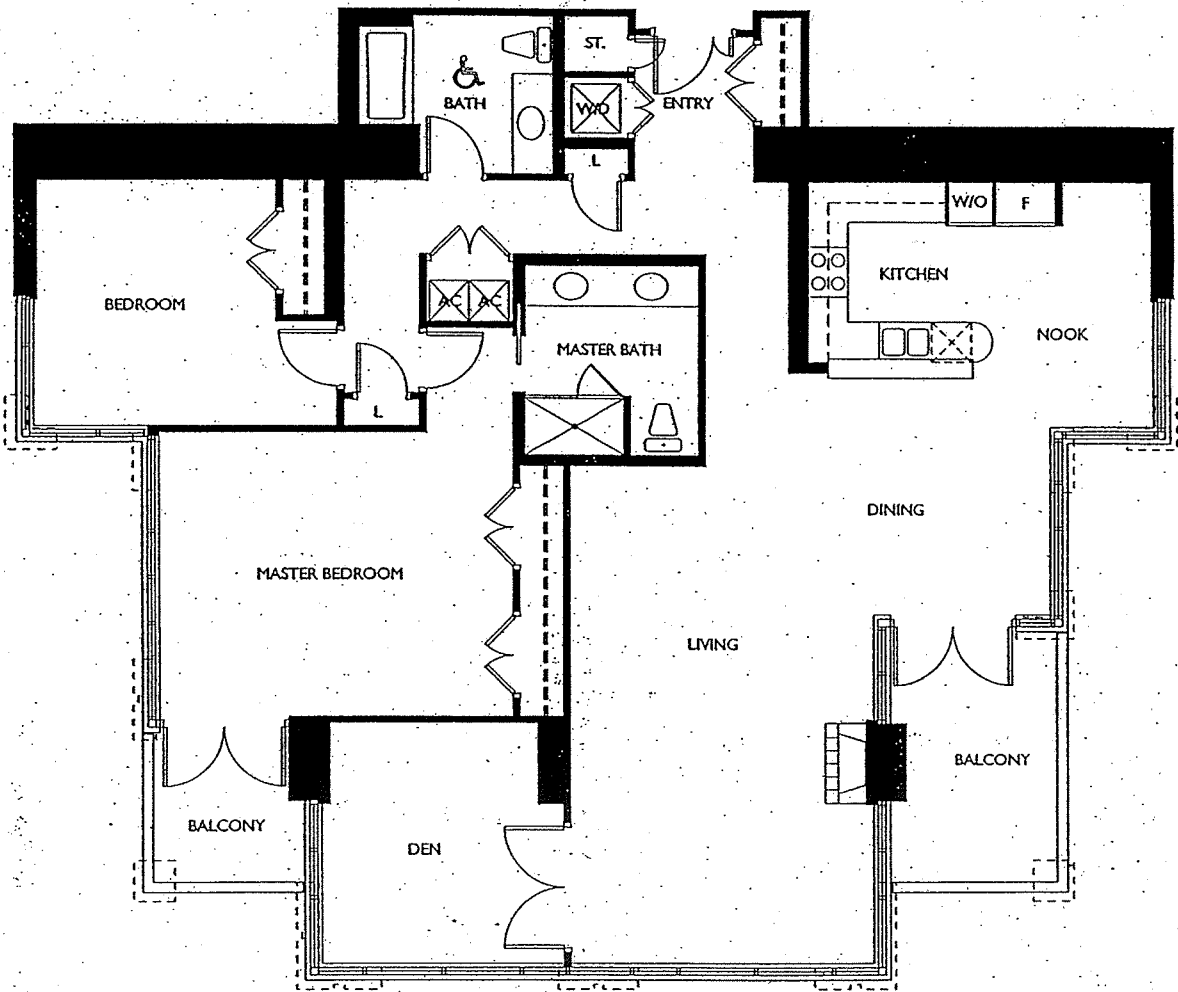 ST.
BATH
W/D
ENTRY
L
W/O
F
KITCHEN
AC
AC
BEDROOM
NOOK
MASTER BATH
L
DINING
MASTER BEDROOM
LIVING
BALCONY
BALCONY
DEN